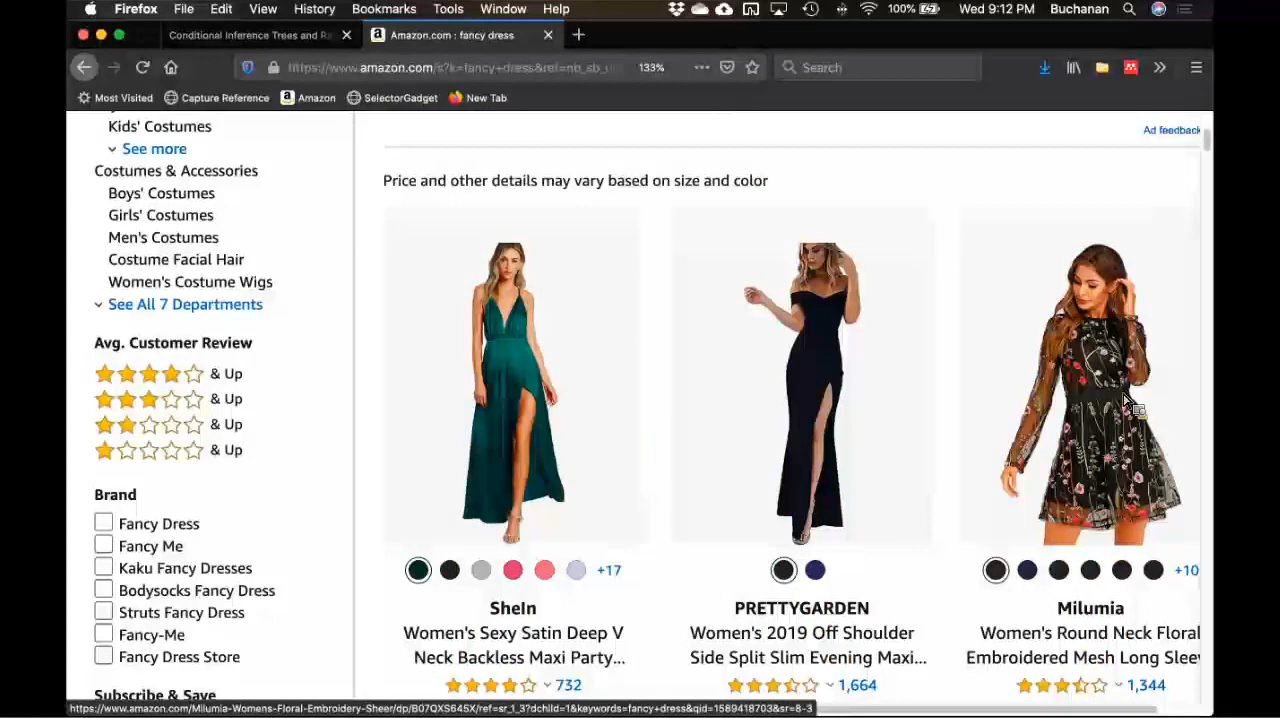 Firefox File Edit View History Bookmarks Tools Window Help 100% Wed 9:12 PM Buchanan
Conditional Inference Trees and Ra
Amazon.com : fancy dress
https://www.amazon.com/s?k=fancy+dress&ref=nb_sb_ 133% Search
Most Visited Capture Reference Amazon SelectorGadget New Tab
Kids' Costumes
See more
Costumes & Accessories
Boys' Costumes
Girls' Costumes
Men's Costumes
Costume Facial Hair
Women's Costume Wigs
See All 7 Departments
Avg. Customer Review
& Up
& Up
& Up
& Up
Brand
Fancy Dress
Fancy Me
Kaku Fancy Dresses
Bodysocks Fancy Dress
Struts Fancy Dress
Fancy-Me
Fancy Dress Store
Subscribe & Save
Ad feedback
Price and other details may vary based on size and color
+17
SheIn
Women's Sexy Satin Deep V
Neck Backless Maxi Party...
732
PRETTYGARDEN
Women's 2019 Off Shoulder
Side Split Slim Evening Maxi...
1,664
+10
Milumia
Women's Round Neck Floral
Embroidered Mesh Long Slee
1,344
https://www.amazon.com/Milumia-Womens-Floral-Embroidery-Sheer/dp/B07QXS645X/ref=sr_1_3?dchild=1&keywords=fancy+dress&qid=1589418703&sr=8-3